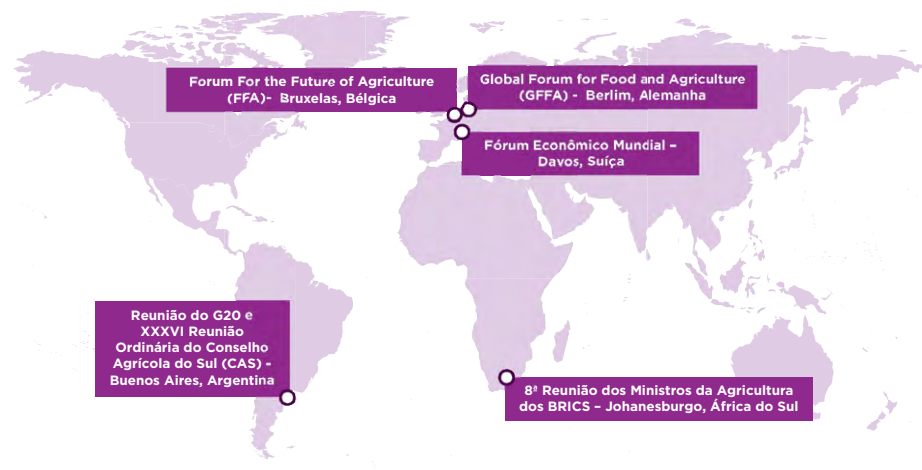 Forum For the Future of Agriculture
(FFA)- Bruxelas, Bélgica
Global Forum for Food and Agriculture
(GFFA) - Berlim, Alemanha
Fórum Econômico Mundial –
Davos, Suíça
Reunião do G20 e
XXXVI Reunião
Ordinária do Conselho
Agrícola do Sul (CAS) -
Buenos Aires, Argentina
8ª Reunião dos Ministros da Agricultura
dos BRICS – Johanesburgo, África do Sul